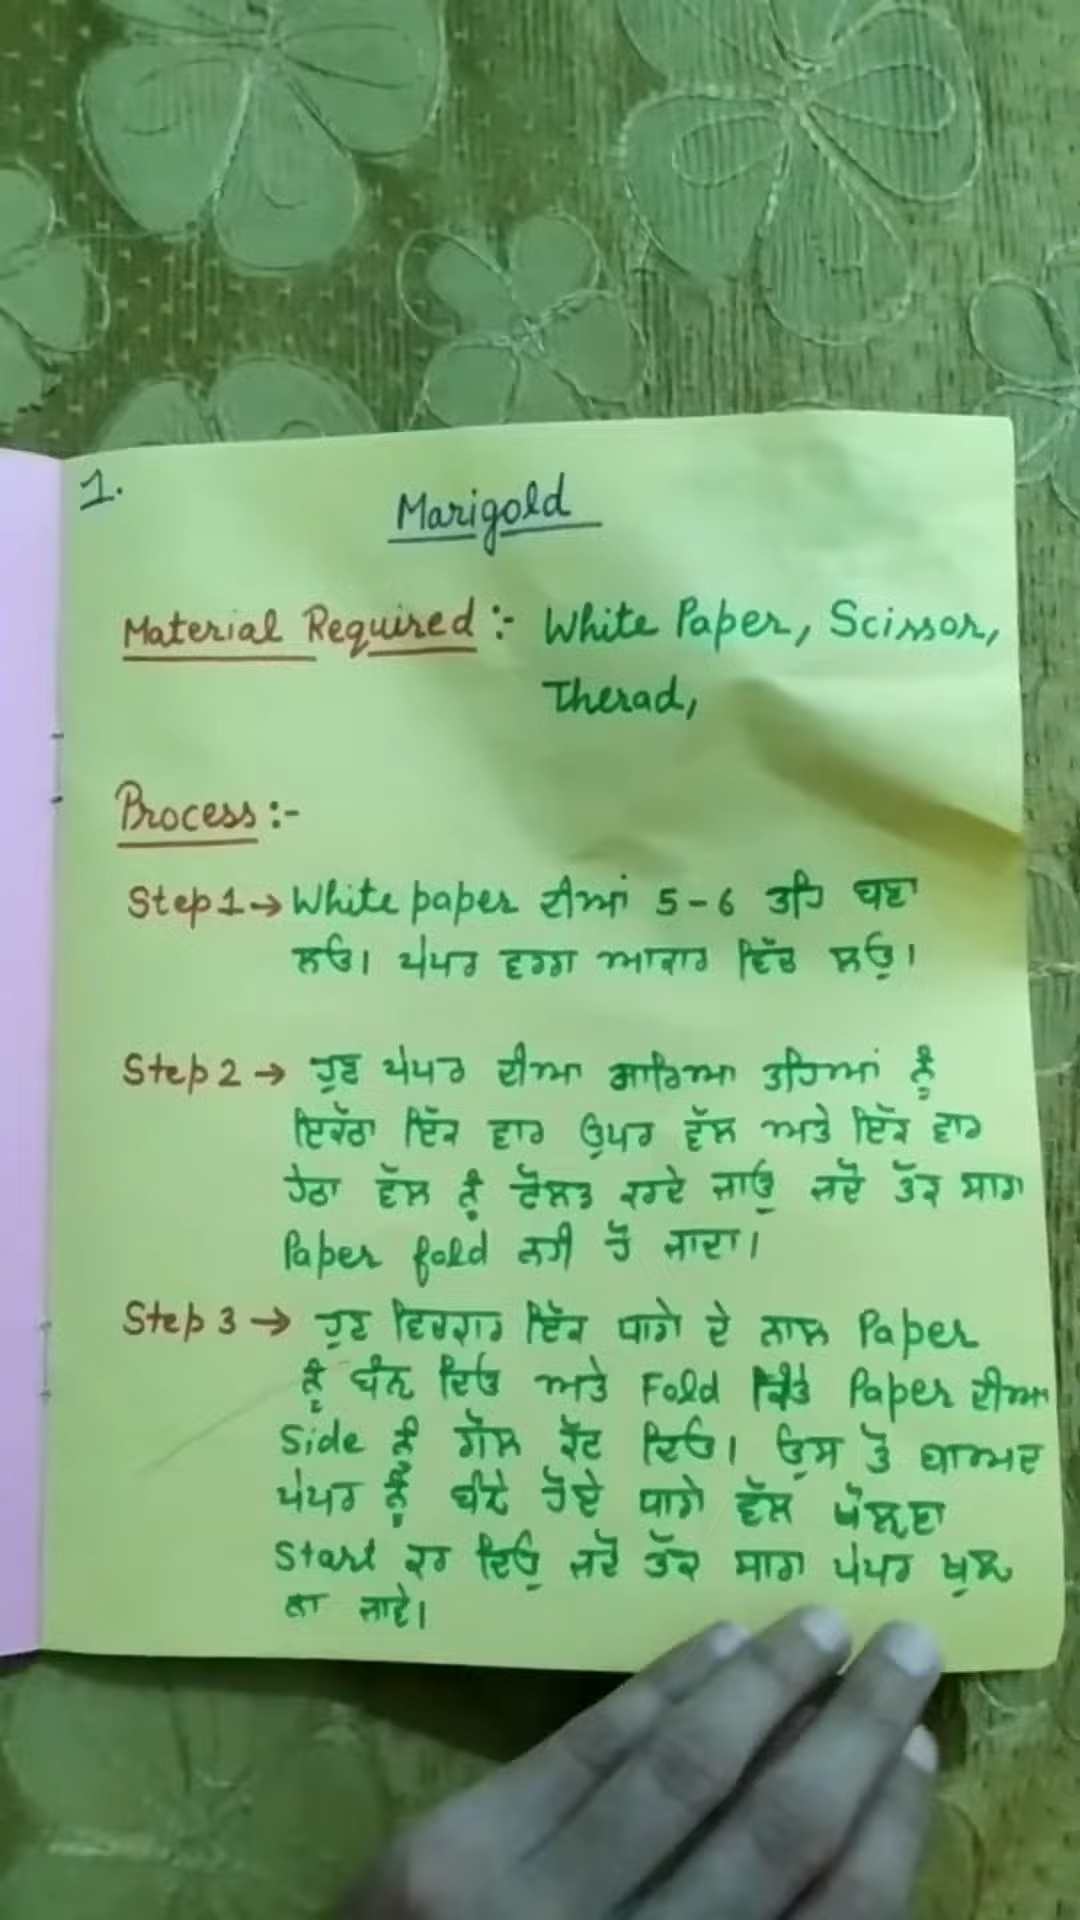 1.
Marigold
Material Required :- White Paper, Scissor,
Therad,
Process :-
Step 1 → White paper ਦੀਆਂ 5-6 ਤਹਿ ਬਣਾ
ਲਓ। ਪੇਪਰ ਵਰਗ ਆਕਾਰ ਵਿੱਚ ਲਓ।
Step 2 → ਹੁਣ ਪੇਪਰ ਦੀਆ ਸਾਰਿਆ ਤਹਿਆਂ ਨੂੰ
ਇਕੱਠਾ ਇੱਕ ਵਾਰ ਉਪਰ ਵੱਲ ਅਤੇ ਇੱਕ ਵਾਰ
ਹੇਠਾ ਵੱਲ ਨੂੰ ਫੋਲਡ ਕਰਦੇ ਜਾਓ ਜਦੋ ਤੱਕ ਸਾਰਾ
Paper fold ਨਹੀ ਹੋ ਜਾਦਾ।
Step 3 → ਹੁਣ ਵਿਚਕਾਰ ਇੱਕ ਧਾਗੇ ਦੇ ਨਾਲ Paper
ਨੂੰ ਬੰਨ ਦਿਓ ਅਤੇ Fold ਕਿੱਤੇ Paper ਦੀਆ
Side ਨੂੰ ਗੋਲ ਕੱਟ ਦਿਓ। ਉਸ ਤੋ ਬਾਅਦ
ਪੇਪਰ ਨੂੰ ਬੰਨੇ ਹੋਏ ਧਾਗੇ ਵੱਲ ਖੋਲ੍ਹਣਾ
Start ਕਰ ਦਿਓ ਜਦੋ ਤੱਕ ਸਾਰਾ ਪੇਪਰ ਖੁਲ
ਨਾ ਜਾਵੇ।